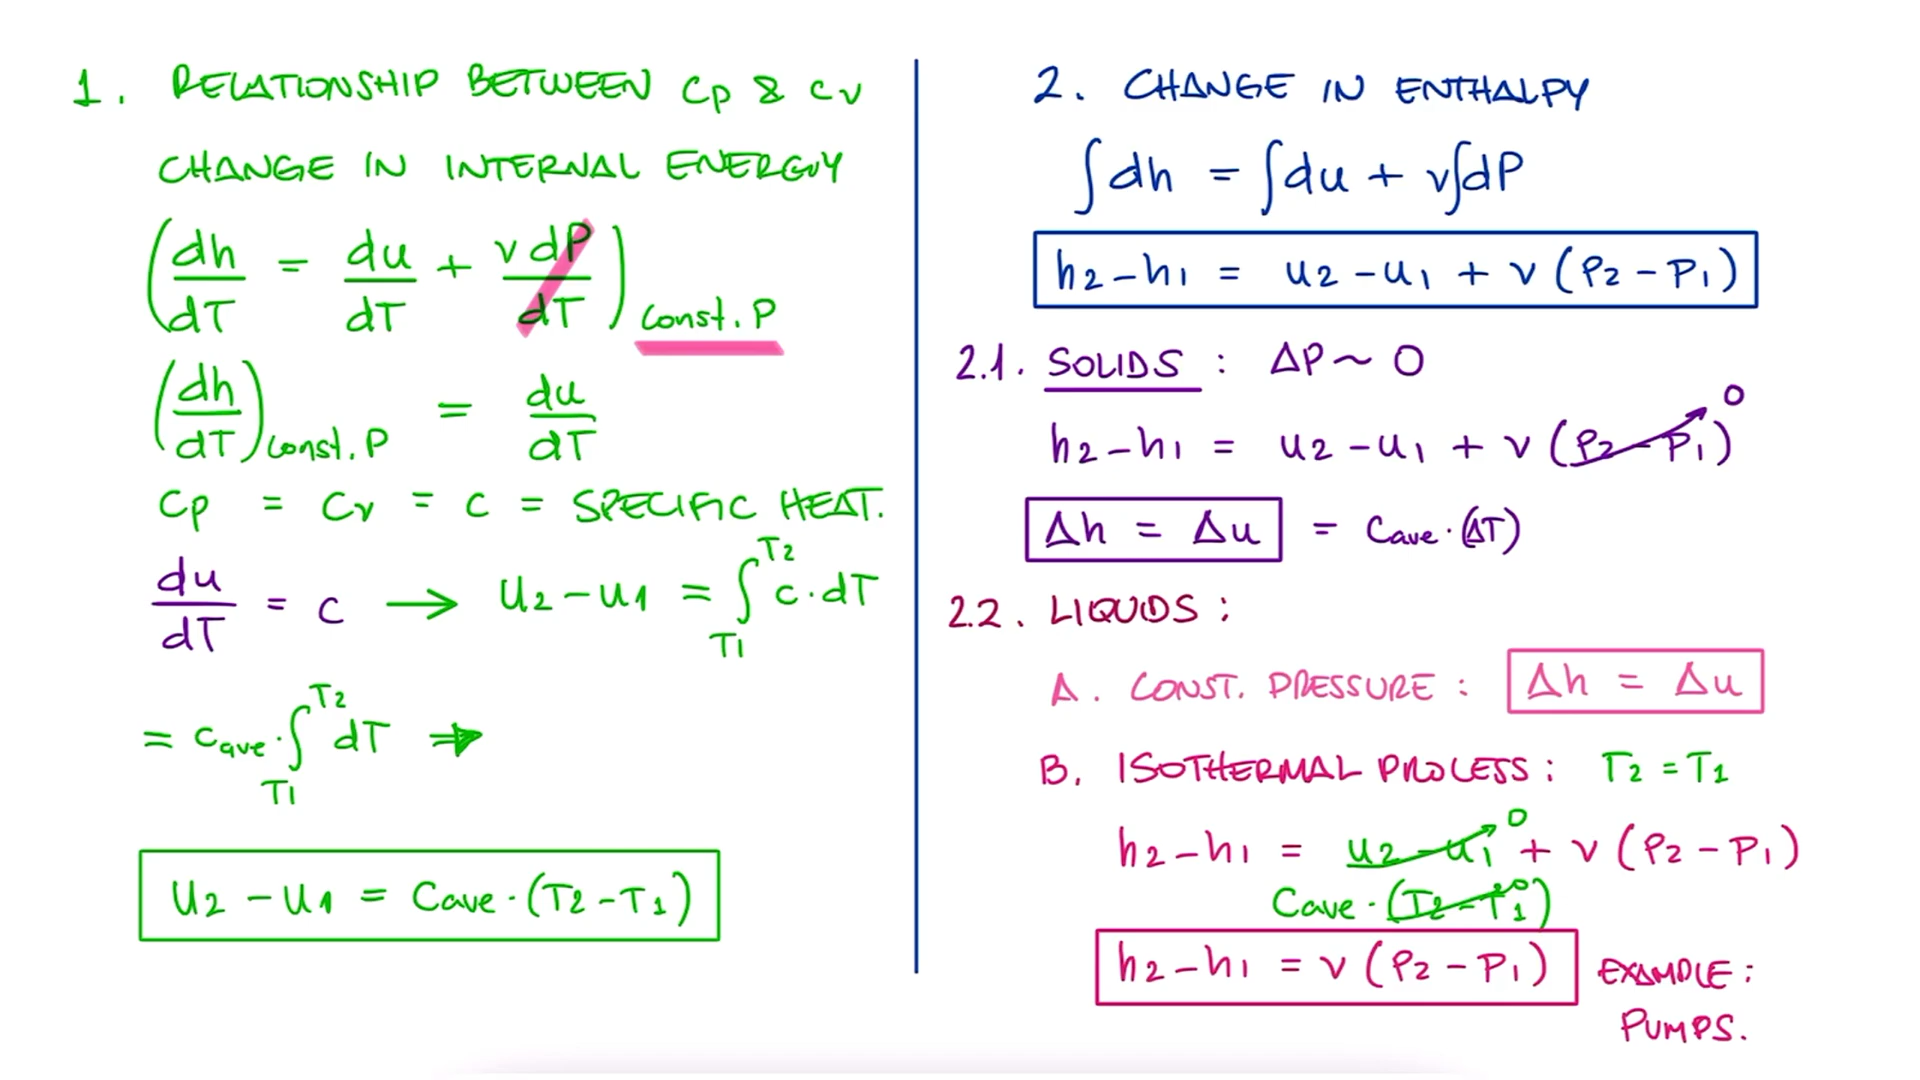 1. RELATIONSHIP BETWEEN Cp & Cv
CHANGE IN INTERNAL ENERGY
(dh/dT = du/dT + v dP/dT) const. P
(dh/dT) const. P = du/dT
Cp = Cv = C = SPECIFIC HEAT.
du/dT = C → U2 - U1 = ∫T1T2 C·dT
= Cave · ∫T1T2 dT →
U2 - U1 = Cave · (T2 - T1)
2. CHANGE IN ENTHALPY
∫dh = ∫du + v∫dP
h2 - h1 = U2 - U1 + v (P2 - P1)
2.1. SOLIDS : ΔP ~ 0
h2 - h1 = U2 - U1 + v (P2 - P1) 0
Δh = Δu = Cave · (ΔT)
2.2. LIQUIDS :
A. CONST. PRESSURE : Δh = Δu
B. ISOTHERMAL PROCESS : T2 = T1
h2 - h1 = U2 - U1 0 + v (P2 - P1)
Cave · (T2 - T1) 0
h2 - h1 = v (P2 - P1) EXAMPLE :
PUMPS.